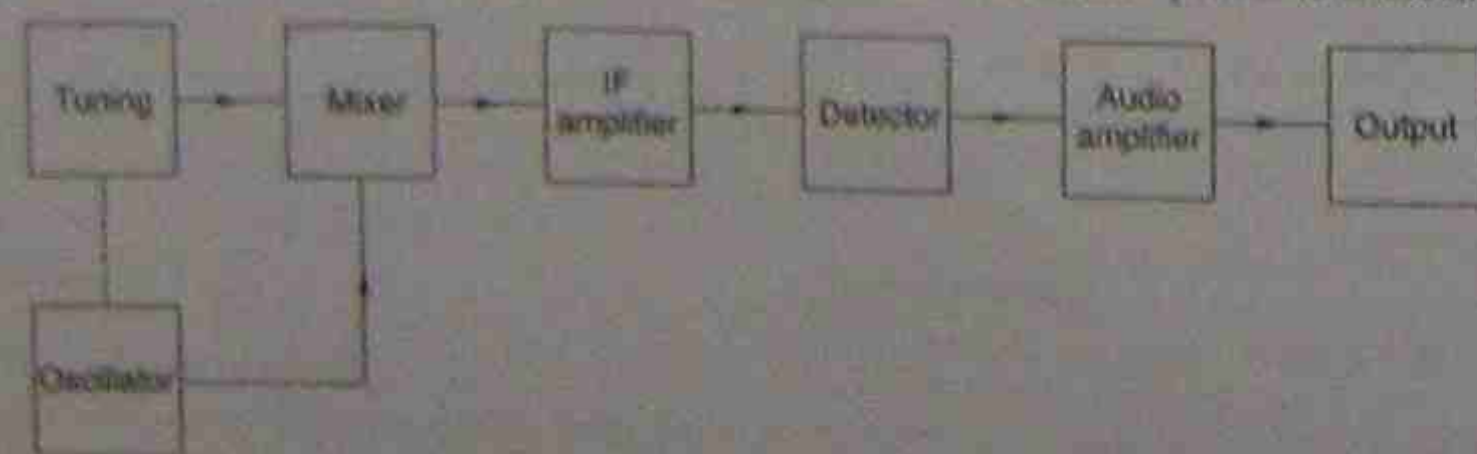 Tuning
Mixer
IF
amplifier
Detector
Audio
amplifier
Output
Oscillator